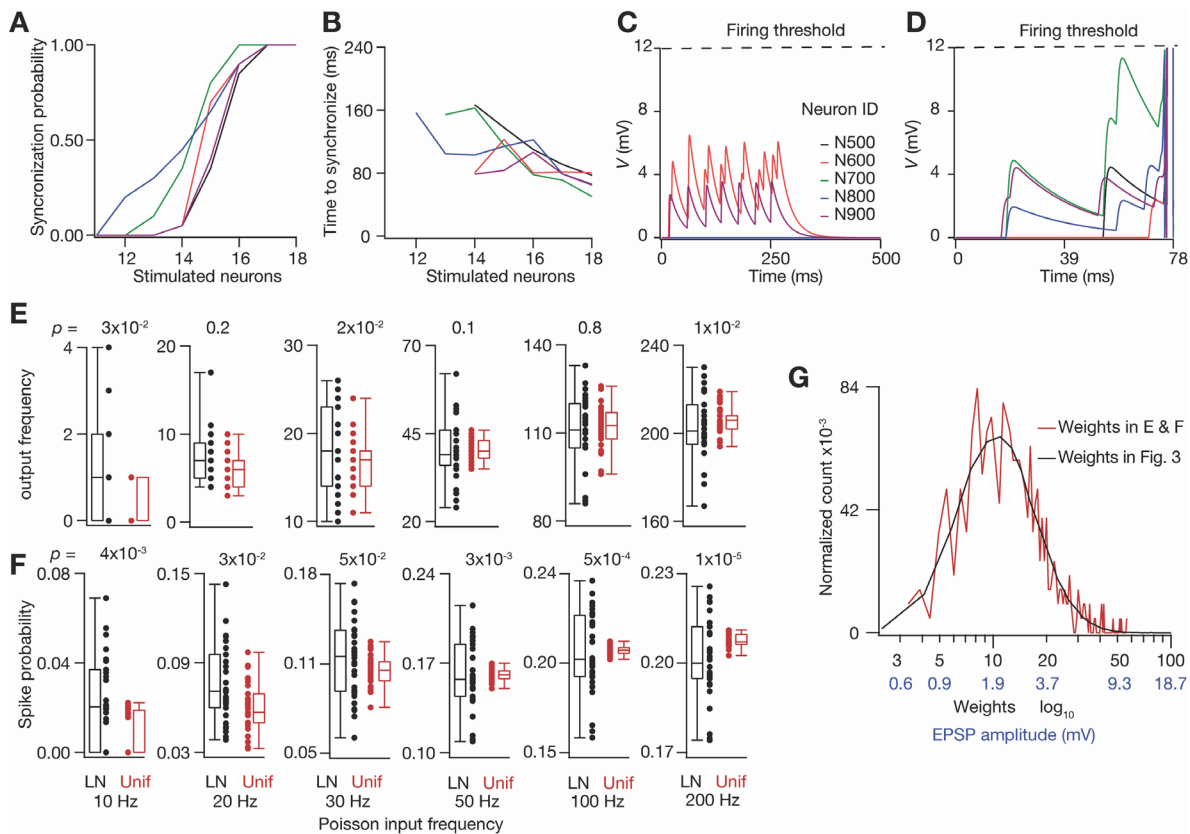 A
Syncronization probability
1.00
0.50
0.00
12
14
16
18
Stimulated neurons
B
Time to synchronize (ms)
240
160
80
0
12
14
16
18
Stimulated neurons
C
Firing threshold
V (mV)
12
8
4
0
0
250
500
Time (ms)
Neuron ID
N500
N600
N700
N800
N900
D
Firing threshold
V (mV)
12
8
4
0
0
39
78
Time (ms)
E
p = 3x10-2 0.2 2x10-2 0.1 0.8 1x10-2
output frequency
4
2
0
20
10
0
30
20
10
70
45
20
140
110
80
240
200
160
F
p = 4x10-3 3x10-2 5x10-2 3x10-3 5x10-4 1x10-5
Spike probability
0.08
0.04
0.00
0.15
0.09
0.03
0.18
0.11
0.05
0.24
0.17
0.10
0.24
0.20
0.15
0.23
0.20
0.17
LN Unif LN Unif LN Unif LN Unif LN Unif LN Unif
10 Hz 20 Hz 30 Hz 50 Hz 100 Hz 200 Hz
Poisson input frequency
G
Normalized count x10-3
84
42
0
Weights in E & F
Weights in Fig. 3
3 5 10 20 50 100
0.6 0.9 1.9 3.7 9.3 18.7
Weights log10
EPSP amplitude (mV)